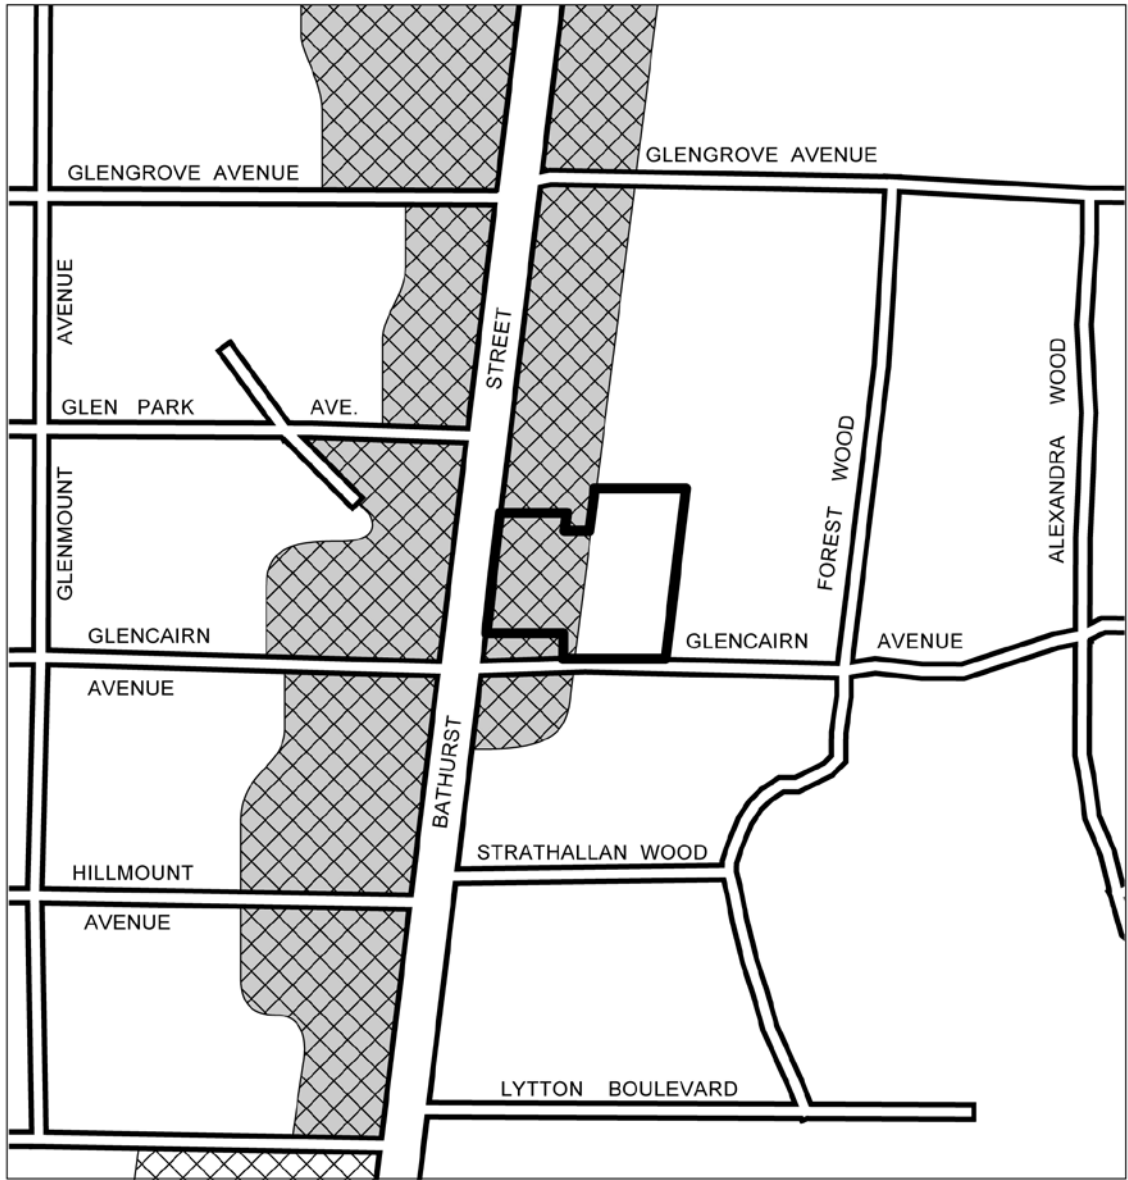 GLENGROVE AVENUE
GLENGROVE AVENUE
AVENUE
STREET
GLEN PARK AVE.
FOREST WOOD
ALEXANDRA WOOD
GLENMOUNT
GLENCAIRN
AVENUE
GLENCAIRN AVENUE
BATHURST
STRATHALLAN WOOD
HILLMOUNT
AVENUE
LYTTON BOULEVARD